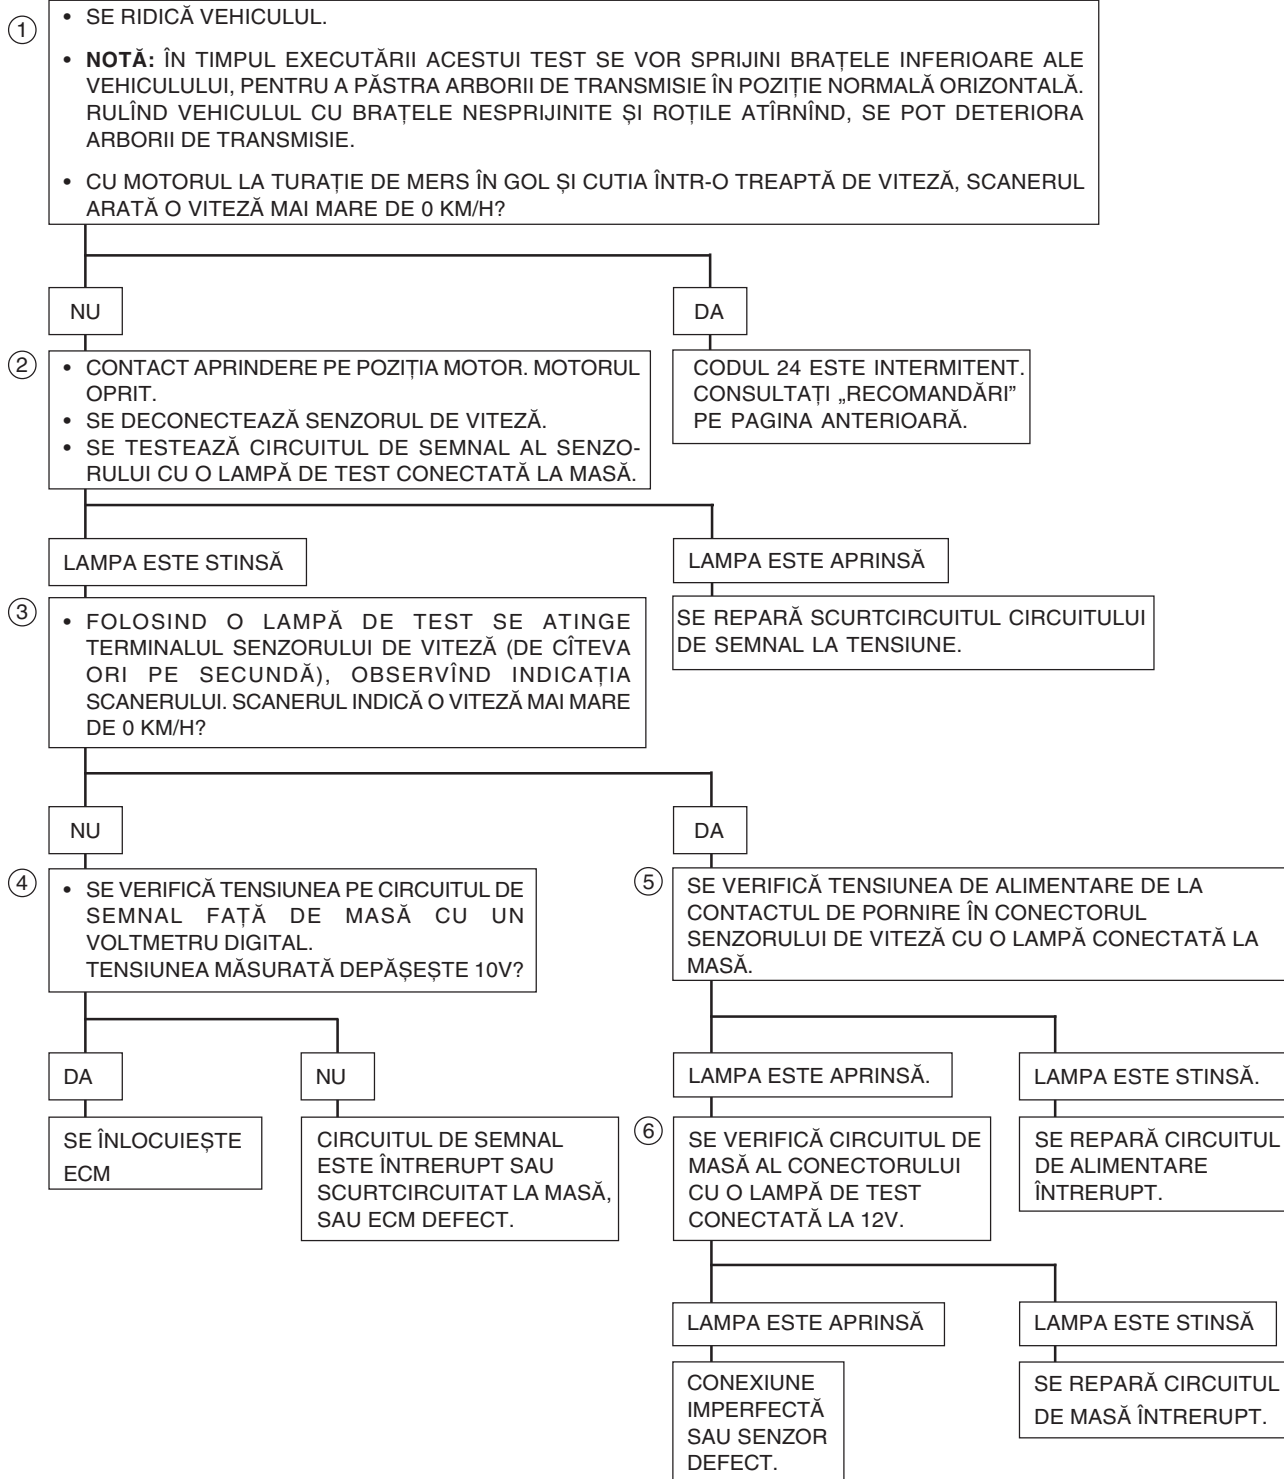 ①
• SE RIDICĂ VEHICULUL.
• NOTĂ: ÎN TIMPUL EXECUTĂRII ACESTUI TEST SE VOR SPRIJINI BRAȚELE INFERIOARE ALE
VEHICULULUI, PENTRU A PĂSTRA ARBORII DE TRANSMISIE ÎN POZIȚIE NORMALĂ ORIZONTALĂ.
RULÎND VEHICULUL CU BRAȚELE NESPRIJINITE ȘI ROȚILE ATÎRNÎND, SE POT DETERIORA
ARBORII DE TRANSMISIE.
• CU MOTORUL LA TURAȚIE DE MERS ÎN GOL ȘI CUTIA ÎNTR-O TREAPTĂ DE VITEZĂ, SCANERUL
ARATĂ O VITEZĂ MAI MARE DE 0 KM/H?
NU
DA
②
• CONTACT APRINDERE PE POZIȚIA MOTOR. MOTORUL
OPRIT.
• SE DECONECTEAZĂ SENZORUL DE VITEZĂ.
• SE TESTEAZĂ CIRCUITUL DE SEMNAL AL SENZO-
RULUI CU O LAMPĂ DE TEST CONECTATĂ LA MASĂ.
CODUL 24 ESTE INTERMITENT.
CONSULTAȚI „RECOMANDĂRI”
PE PAGINA ANTERIOARĂ.
LAMPA ESTE STINSĂ
LAMPA ESTE APRINSĂ
③
• FOLOSIND O LAMPĂ DE TEST SE ATINGE
TERMINALUL SENZORULUI DE VITEZĂ (DE CÎTEVA
ORI PE SECUNDĂ), OBSERVÎND INDICAȚIA
SCANERULUI. SCANERUL INDICĂ O VITEZĂ MAI MARE
DE 0 KM/H?
SE REPARĂ SCURTCIRCUITUL CIRCUITULUI
DE SEMNAL LA TENSIUNE.
NU
DA
④
• SE VERIFICĂ TENSIUNEA PE CIRCUITUL DE
SEMNAL FAȚĂ DE MASĂ CU UN
VOLTMETRU DIGITAL.
TENSIUNEA MĂSURATĂ DEPĂȘEȘTE 10V?
⑤
SE VERIFICĂ TENSIUNEA DE ALIMENTARE DE LA
CONTACTUL DE PORNIRE ÎN CONECTORUL
SENZORULUI DE VITEZĂ CU O LAMPĂ CONECTATĂ LA
MASĂ.
DA
NU
LAMPA ESTE APRINSĂ.
LAMPA ESTE STINSĂ.
SE ÎNLOCUIEȘTE
ECM
CIRCUITUL DE SEMNAL
ESTE ÎNTRERUPT SAU
SCURTCIRCUITAT LA MASĂ,
SAU ECM DEFECT.
⑥
SE VERIFICĂ CIRCUITUL DE
MASĂ AL CONECTORULUI
CU O LAMPĂ DE TEST
CONECTATĂ LA 12V.
SE REPARĂ CIRCUITUL
DE ALIMENTARE
ÎNTRERUPT.
LAMPA ESTE APRINSĂ
LAMPA ESTE STINSĂ
CONEXIUNE
IMPERFECTĂ
SAU SENZOR
DEFECT.
SE REPARĂ CIRCUITUL
DE MASĂ ÎNTRERUPT.